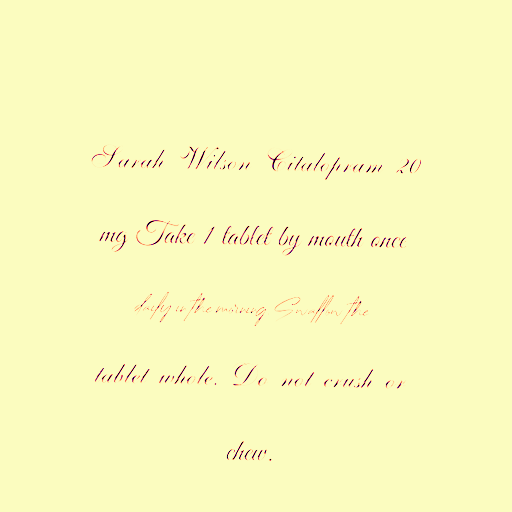 Sarah Wilson Citalopram 20
mg Take 1 tablet by mouth once
daily in the morning Swallow the
tablet whole. Do not crush or
chew.